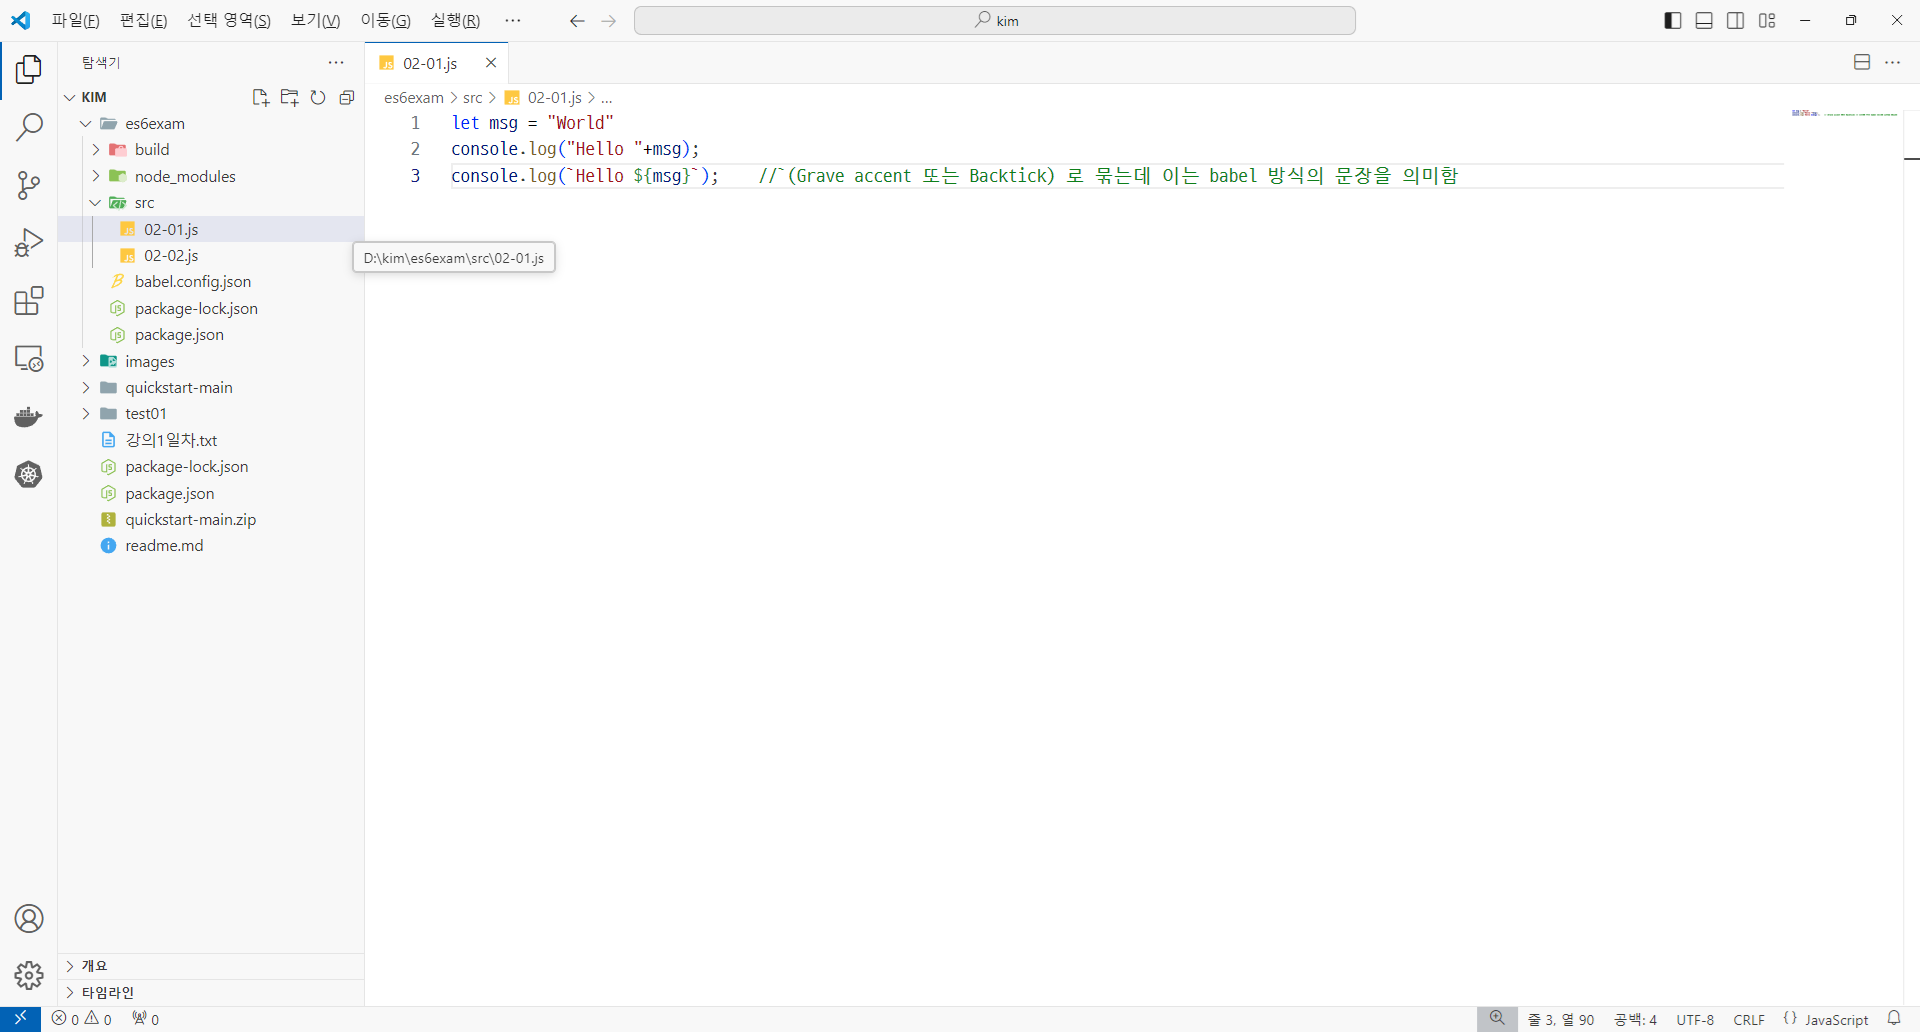 파일(F) 편집(E) 선택 영역(S) 보기(V) 이동(G) 실행(R) ··· kim
탐색기 ···
02-01.js
KIM
es6exam > src > 02-01.js > ...
es6exam
build
node_modules
src
02-01.js
02-02.js
babel.config.json
package-lock.json
package.json
images
quickstart-main
test01
강의1일차.txt
package-lock.json
package.json
quickstart-main.zip
readme.md
1 let msg = "World"
2 console.log("Hello "+msg);
3 console.log(`Hello ${msg}`); //`(Grave accent 또는 Backtick) 로 묶는데 이는 babel 방식의 문장을 의미함
D:\kim\es6exam\src\02-01.js
개요
타임라인
0 0 0 줄 3, 열 90 공백: 4 UTF-8 CRLF {} JavaScript